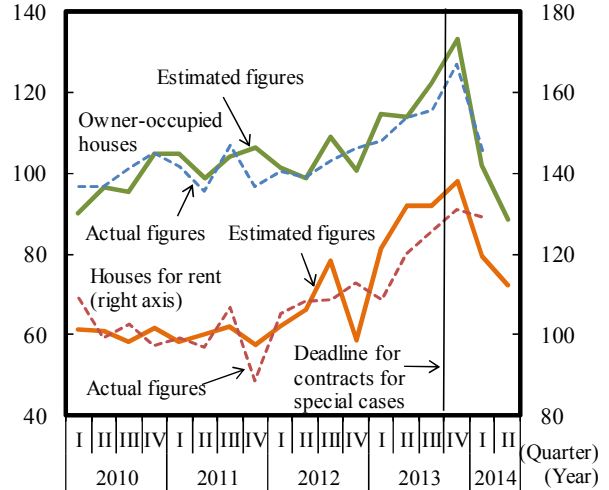 140
120
100
80
60
40
180
160
140
120
100
80
Estimated figures
Owner-occupied
houses
Actual figures
Estimated figures
Houses for rent
(right axis)
Actual figures
Deadline for
contracts for
special cases
I II III IV I II III IV I II III IV I II III IV I II (Quarter)
2010 2011 2012 2013 2014 (Year)